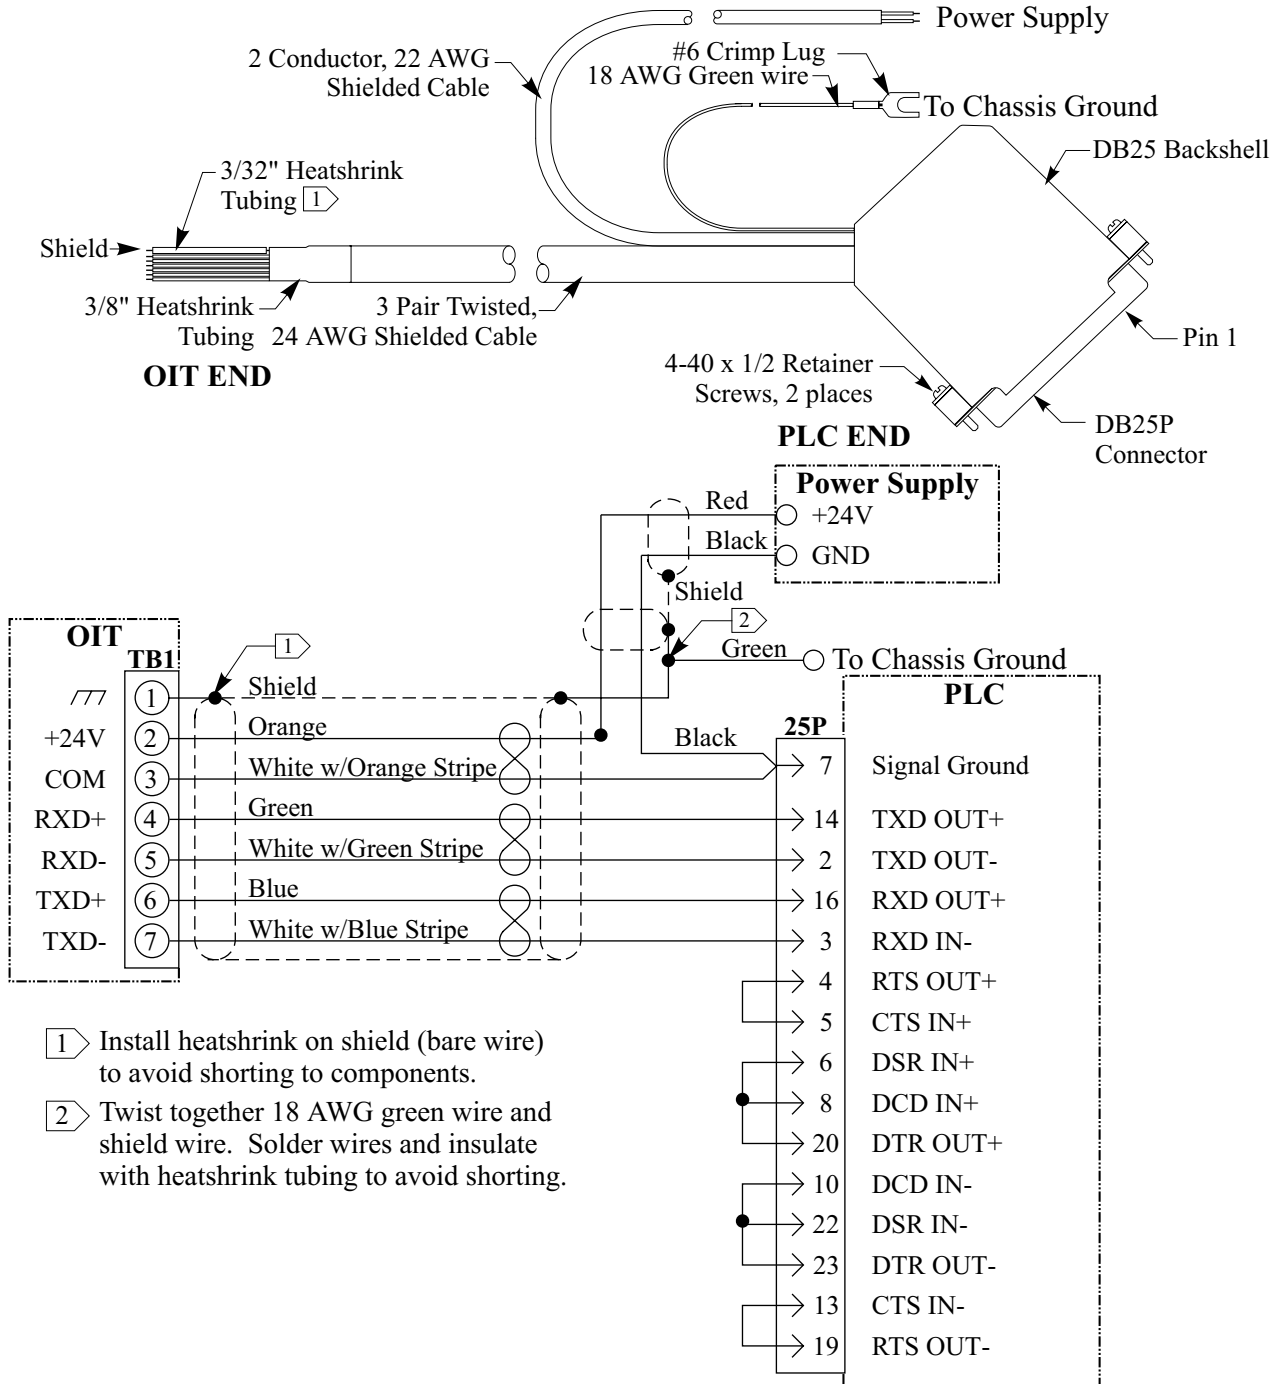 Power Supply
2 Conductor, 22 AWG
Shielded Cable
#6 Crimp Lug
18 AWG Green wire
To Chassis Ground
DB25 Backshell
3/32" Heatshrink
Tubing 1
Shield
3/8" Heatshrink
Tubing
3 Pair Twisted,
24 AWG Shielded Cable
Pin 1
OIT END
4-40 x 1/2 Retainer
Screws, 2 places
DB25P
Connector
PLC END
Power Supply
Red
+24V
Black
GND
Shield
2
Green
To Chassis Ground
OIT
TB1
1
Shield
PLC
25P
1
+24V
2
Orange
Black
COM
3
White w/Orange Stripe
7
Signal Ground
RXD+
4
Green
14
TXD OUT+
RXD-
5
White w/Green Stripe
2
TXD OUT-
TXD+
6
Blue
16
RXD OUT+
TXD-
7
White w/Blue Stripe
3
RXD IN-
4
RTS OUT+
5
CTS IN+
6
DSR IN+
8
DCD IN+
20
DTR OUT+
10
DCD IN-
22
DSR IN-
23
DTR OUT-
13
CTS IN-
19
RTS OUT-
1 Install heatshrink on shield (bare wire)
to avoid shorting to components.
2 Twist together 18 AWG green wire and
shield wire. Solder wires and insulate
with heatshrink tubing to avoid shorting.